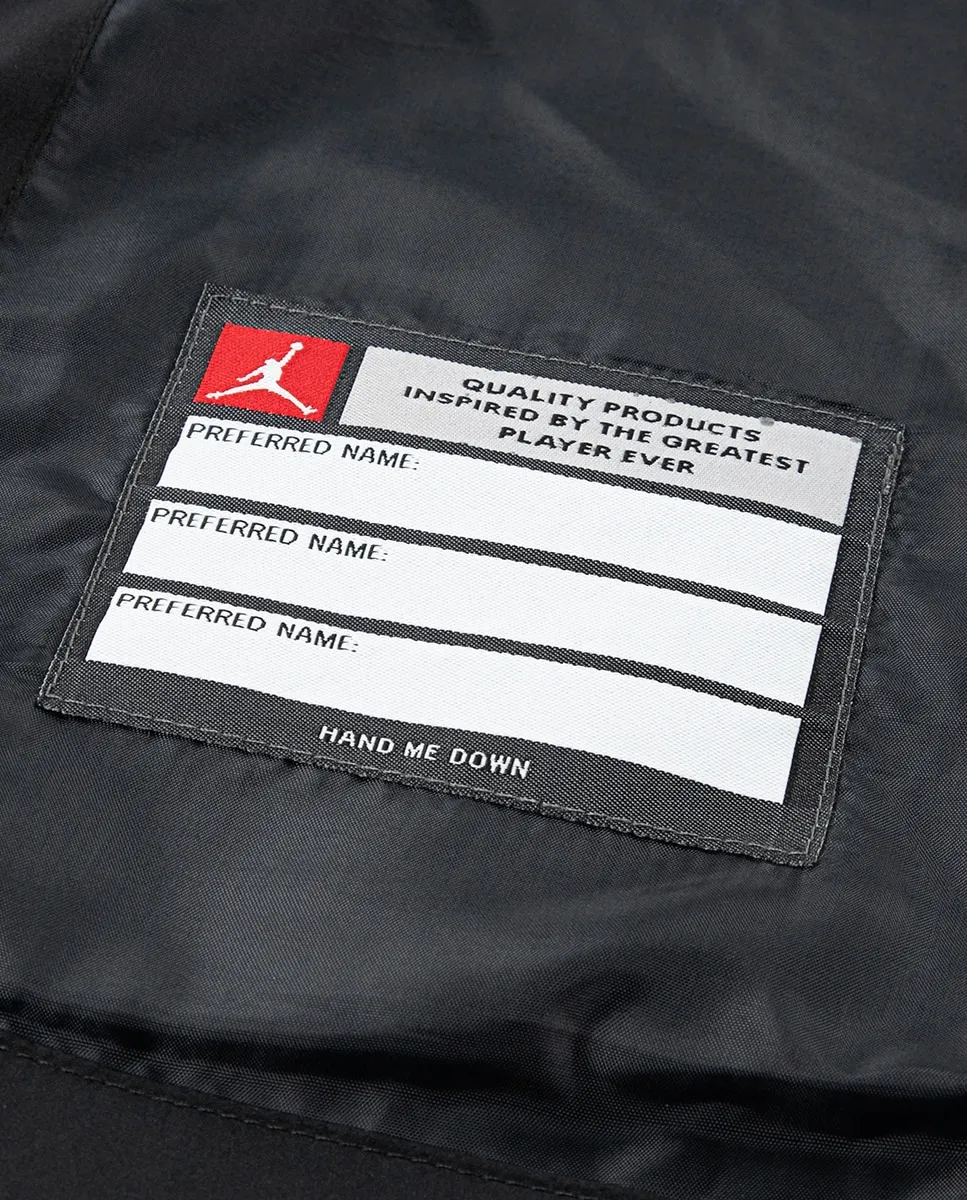 QUALITY PRODUCTS
INSPIRED BY THE GREATEST
PLAYER EVER
PREFERRED NAME:
PREFERRED NAME:
PREFERRED NAME:
HAND ME DOWN